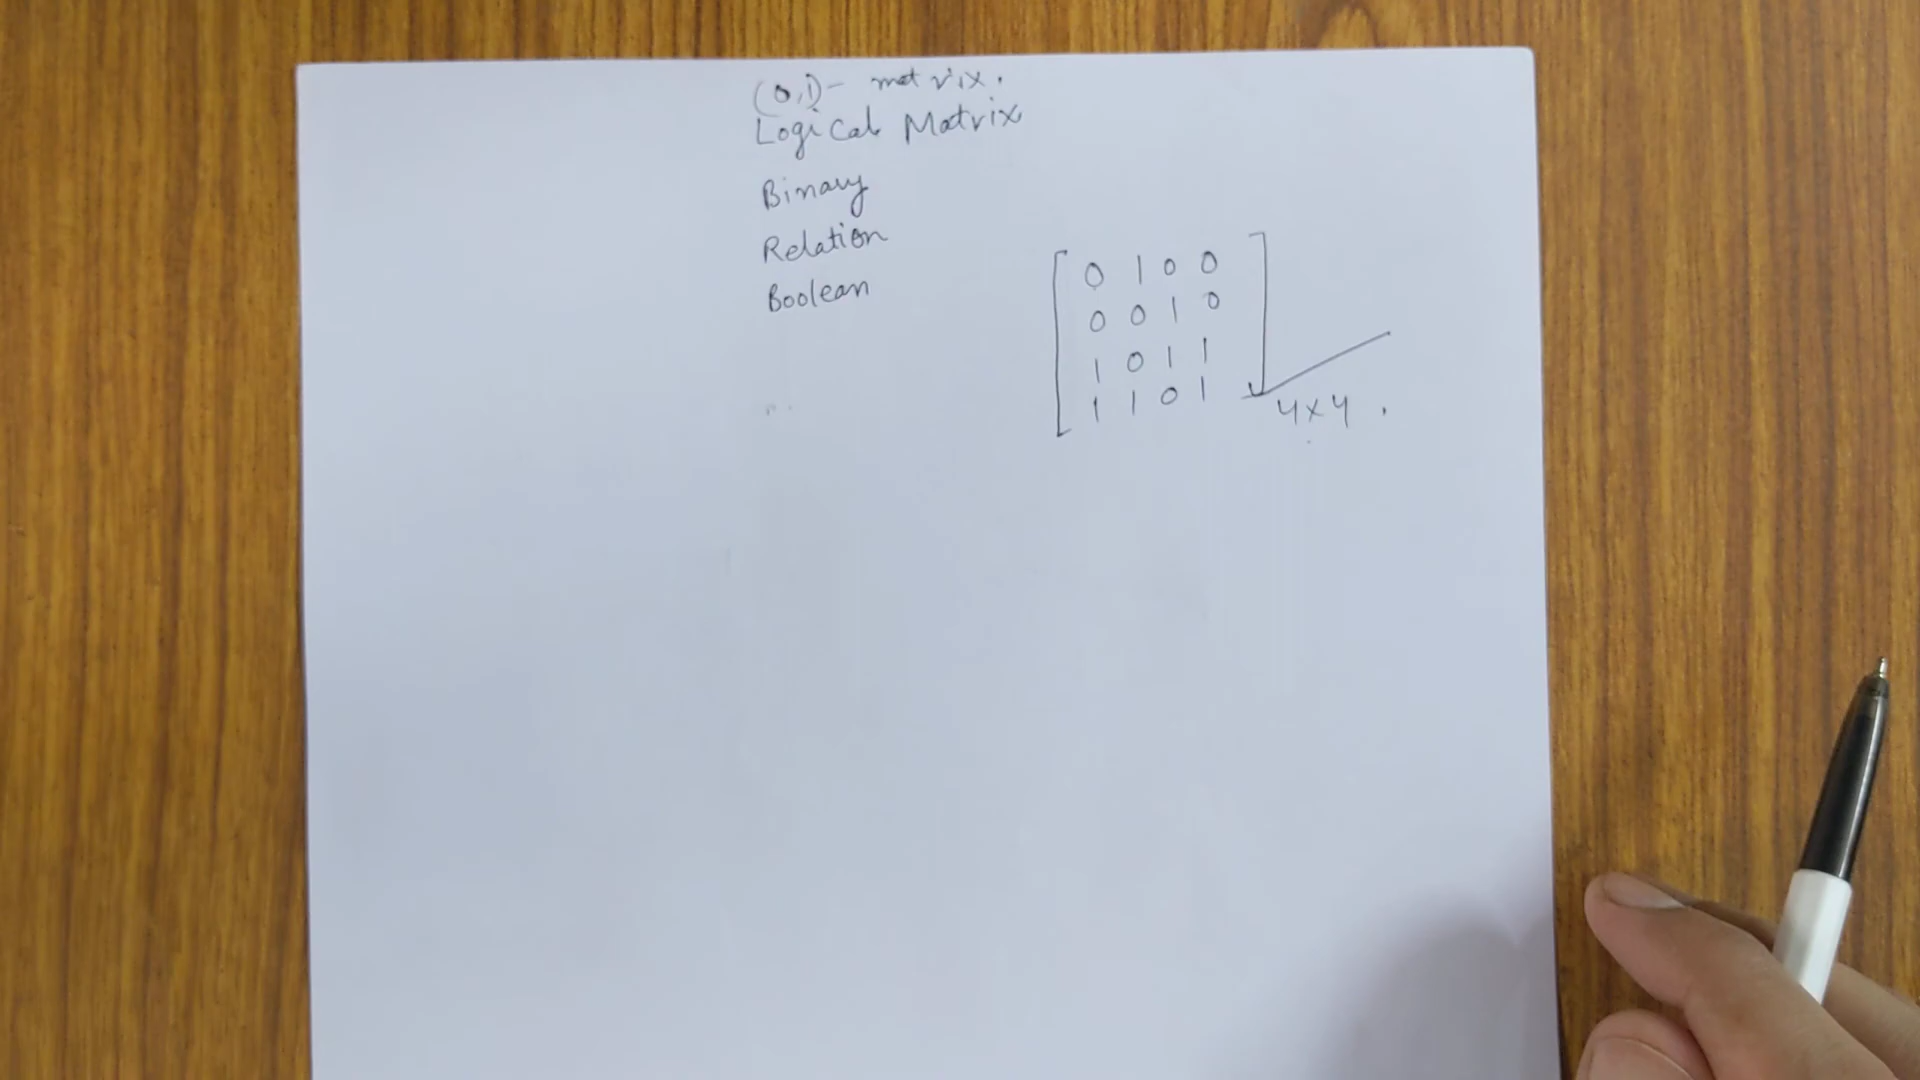 (0,1)- matrix.
Logical Matrix
Binary
Relation
Boolean
0 1 0 0
0 0 1 0
1 0 1 1
1 1 0 1
4x4 .